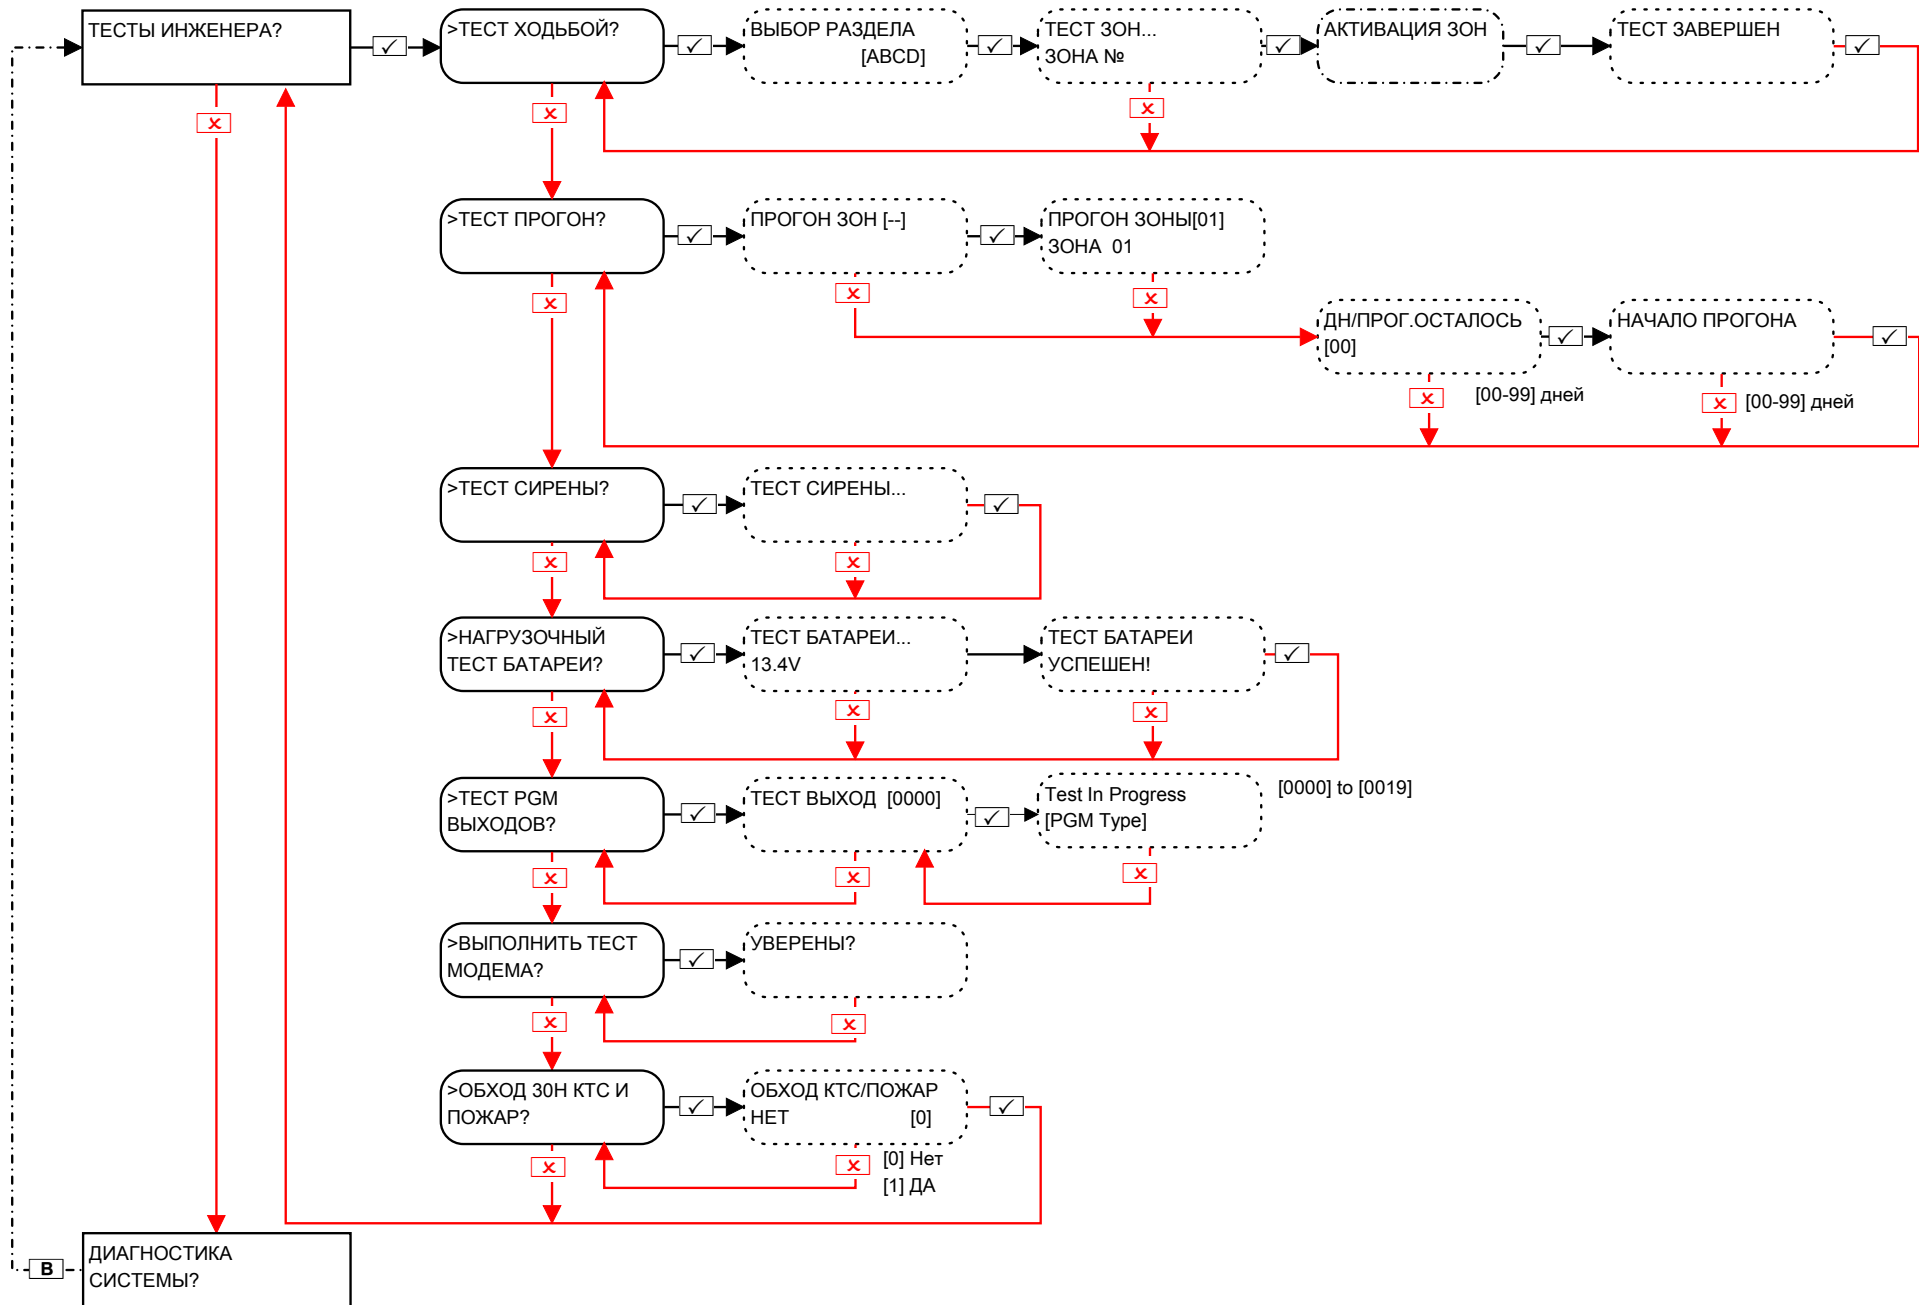 ТЕСТЫ ИНЖЕНЕРА?
>ТЕСТ ХОДЬБОЙ?
ВЫБОР РАЗДЕЛА
[ABCD]
ТЕСТ ЗОН...
ЗОНА №
АКТИВАЦИЯ ЗОН
ТЕСТ ЗАВЕРШЕН
>ТЕСТ ПРОГОН?
ПРОГОН ЗОН [--]
ПРОГОН ЗОНЫ[01]
ЗОНА 01
ДН/ПРОГ.ОСТАЛОСЬ
[00]
[00-99] дней
НАЧАЛО ПРОГОНА
[00-99] дней
>ТЕСТ СИРЕНЫ?
ТЕСТ СИРЕНЫ...
>НАГРУЗОЧНЫЙ
ТЕСТ БАТАРЕИ?
ТЕСТ БАТАРЕИ...
13.4V
ТЕСТ БАТАРЕИ
УСПЕШЕН!
>ТЕСТ PGM
ВЫХОДОВ?
ТЕСТ ВЫХОД [0000]
Test In Progress
[PGM Type]
[0000] to [0019]
>ВЫПОЛНИТЬ ТЕСТ
МОДЕМА?
УВЕРЕНЫ?
>ОБХОД 30Н КТС И
ПОЖАР?
ОБХОД КТС/ПОЖАР
НЕТ [0]
[0] Нет
[1] ДА
ДИАГНОСТИКА
СИСТЕМЫ?
B